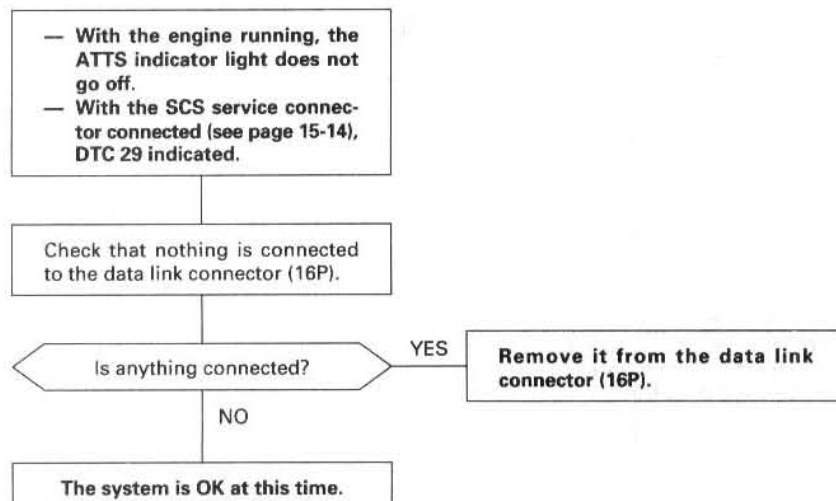 — With the engine running, the
ATTS indicator light does not
go off.
— With the SCS service connec-
tor connected (see page 15-14),
DTC 29 indicated.
Check that nothing is connected
to the data link connector (16P).
Is anything connected?
YES
Remove it from the data link
connector (16P).
NO
The system is OK at this time.